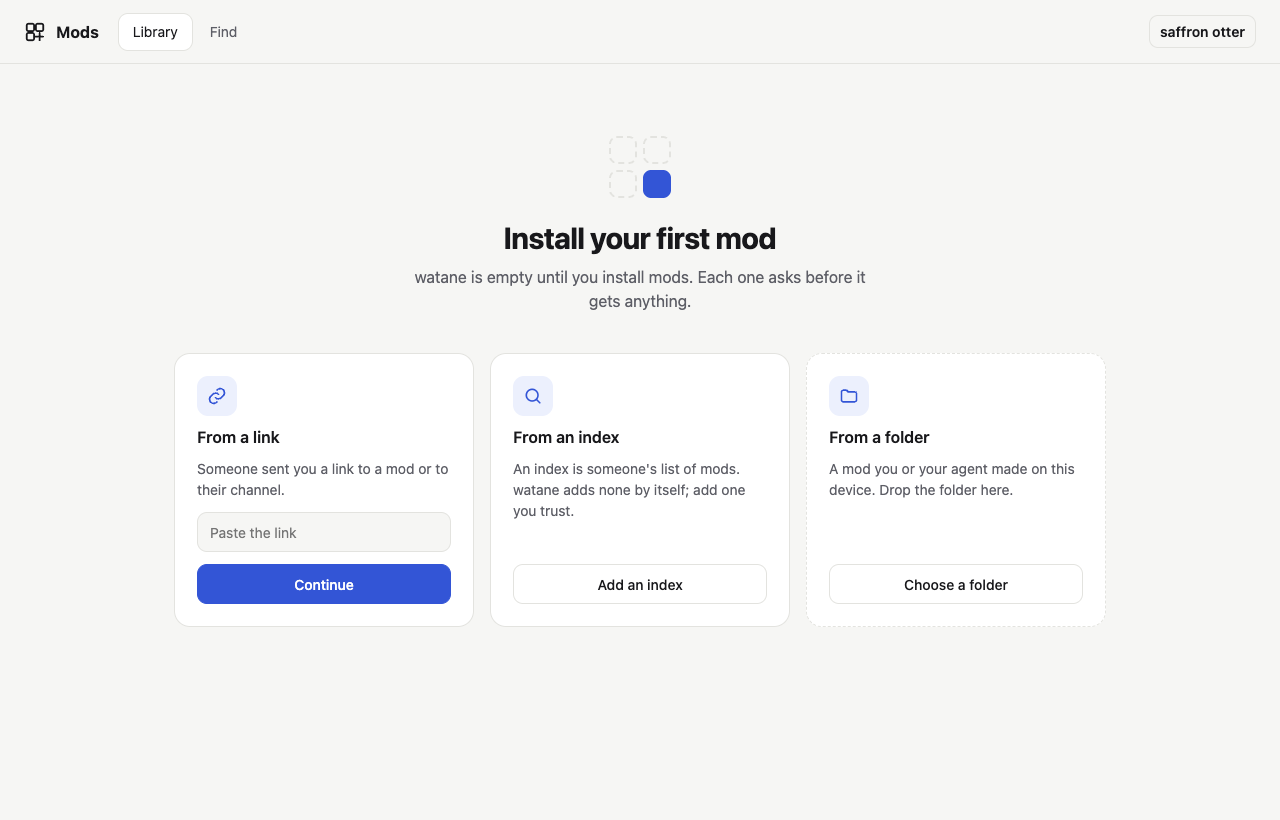 Mods
Library
Find
saffron otter
Install your first mod
watane is empty until you install mods. Each one asks before it
gets anything.
From a link
Someone sent you a link to a mod or to
their channel.
Paste the link
Continue
From an index
An index is someone's list of mods.
watane adds none by itself; add one
you trust.
Add an index
From a folder
A mod you or your agent made on this
device. Drop the folder here.
Choose a folder